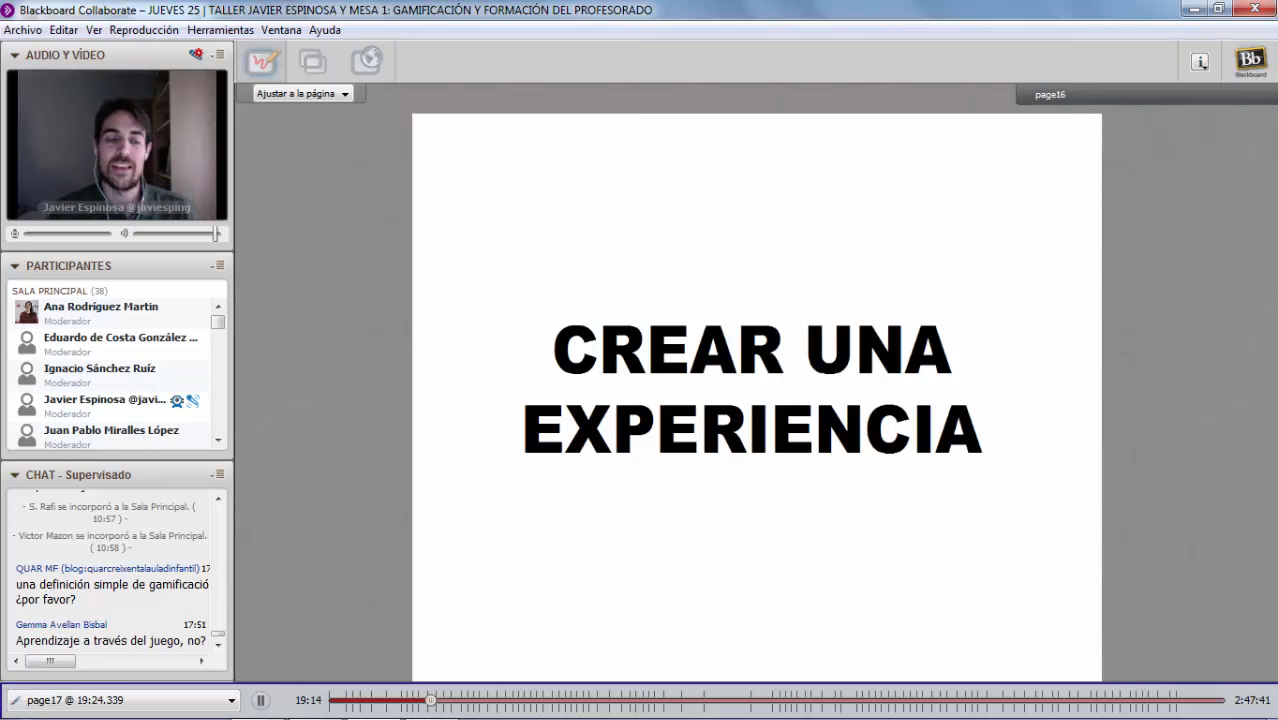 Blackboard Collaborate – JUEVES 25 | TALLER JAVIER ESPINOSA Y MESA 1: GAMIFICACIÓN Y FORMACIÓN DEL PROFESORADO
Archivo Editar Ver Reproducción Herramientas Ventana Ayuda
AUDIO Y VÍDEO
Javier Espinosa @javiesping
PARTICIPANTES
SALA PRINCIPAL (38)
Ana Rodríguez Martin
Moderador
Eduardo de Costa González ...
Moderador
Ignacio Sánchez Ruíz
Moderador
Javier Espinosa @javi...
Moderador
Juan Pablo Miralles López
Moderador
CHAT - Supervisado
- S. Rafi se incorporó a la Sala Principal. (
10:57 ) -
- Victor Mazon se incorporó a la Sala Principal.
( 10:58 ) -
QUAR MF (blog:quarcreixentalauladinfantil) 17
una definición simple de gamificació
¿por favor?
Gemma Avellan Bisbal 17:51
Aprendizaje a través del juego, no?
Ajustar a la página
page16
i
Bb
Blackboard
CREAR UNA
EXPERIENCIA
page17 @ 19:24.339
19:14
2:47:41